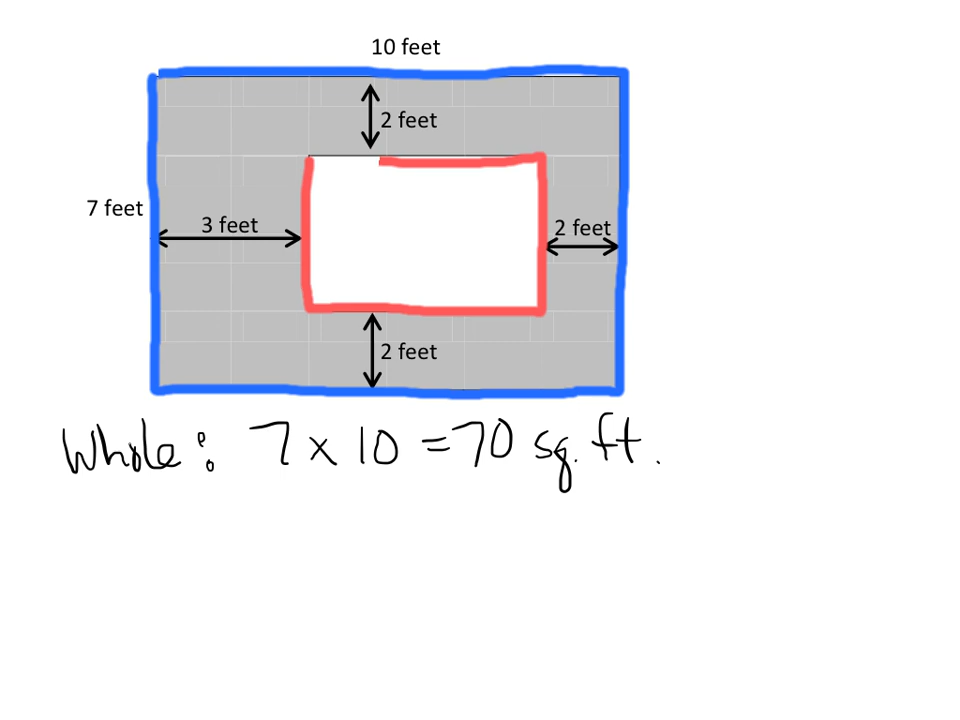 10 feet
2 feet
7 feet
3 feet
2 feet
2 feet
Whole: 7 x 10 = 70 sq. ft.